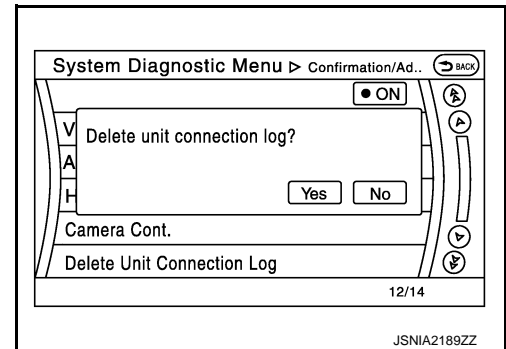 System Diagnostic Menu ▷ Confirmation/Ad.. BACK
● ON
V
Delete unit connection log?
A
H
Yes No
Camera Cont.
Delete Unit Connection Log
12/14
JSNIA2189ZZ